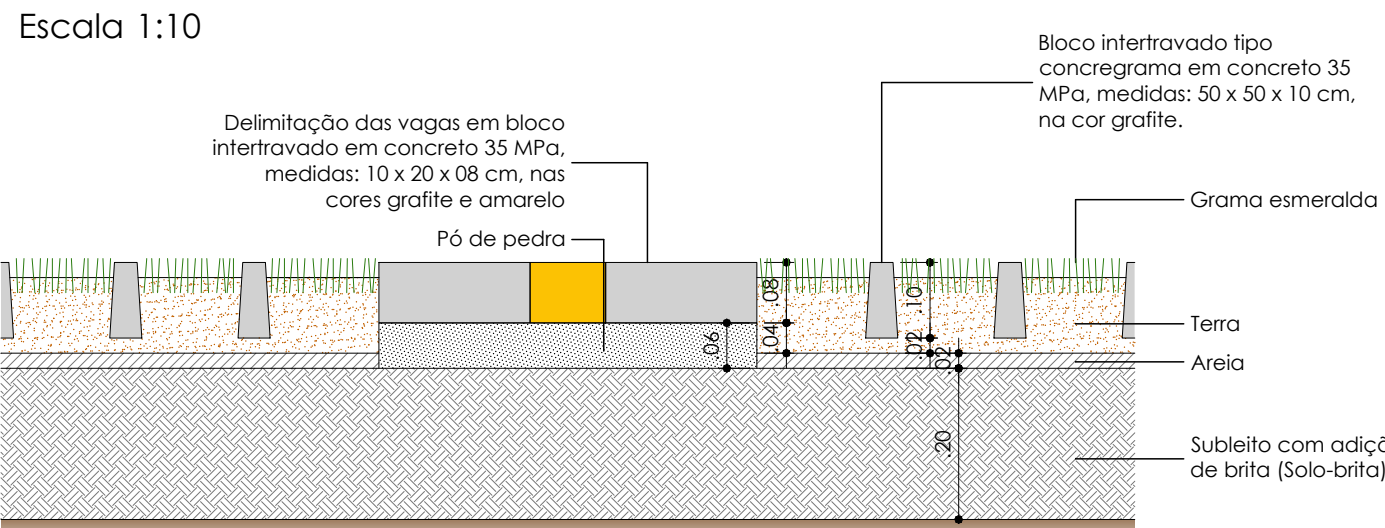 Escala 1:10
Bloco intertravado tipo
concregrama em concreto 35
MPa, medidas: 50 x 50 x 10 cm,
na cor grafite.
Delimitação das vagas em bloco
intertravado em concreto 35 MPa,
medidas: 10 x 20 x 08 cm, nas
cores grafite e amarelo
Grama esmeralda
Pó de pedra
.08
.10
Terra
.06
.04
.02
.02
Areia
.20
Subleito com adiçõ
de brita (Solo-brita)